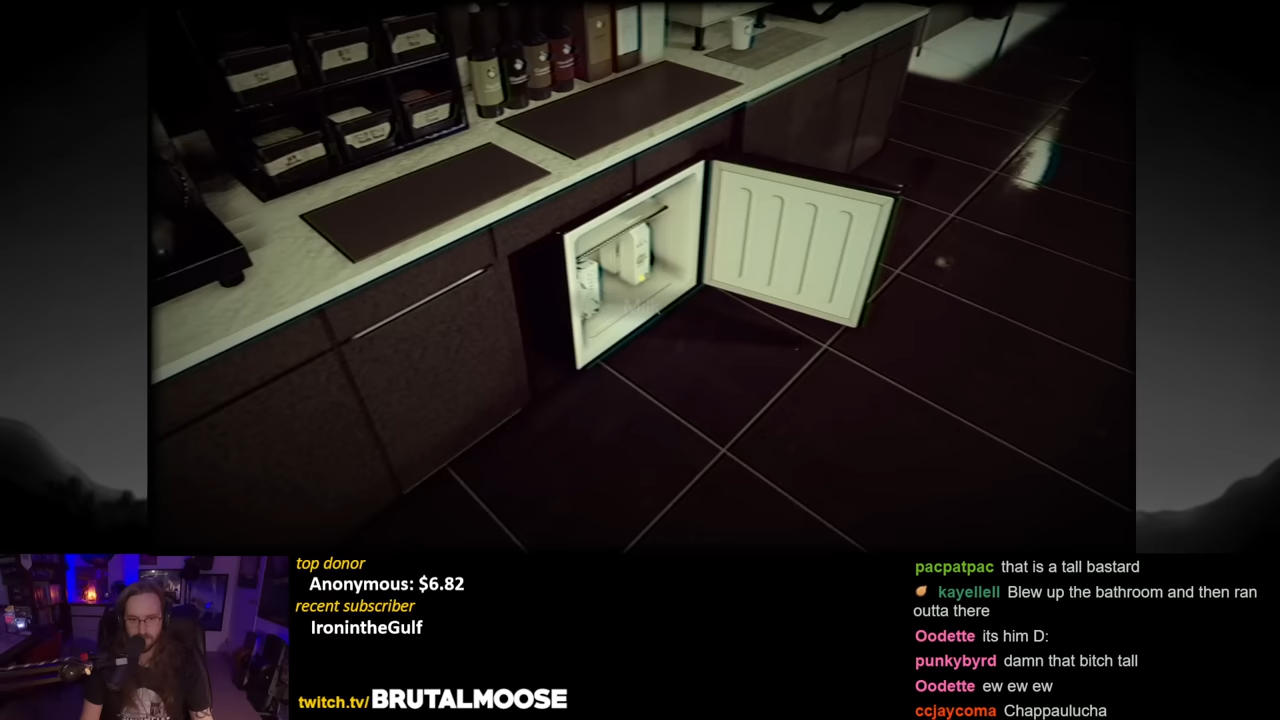 Milk
top donor
Anonymous: $6.82
recent subscriber
IronintheGulf
twitch.tv/BRUTALMOOSE
pacpatpac that is a tall bastard
kayellell Blew up the bathroom and then ran
outta there
Oodette its him D:
punkybyrd damn that bitch tall
Oodette ew ew ew
ccjaycoma Chappaulucha